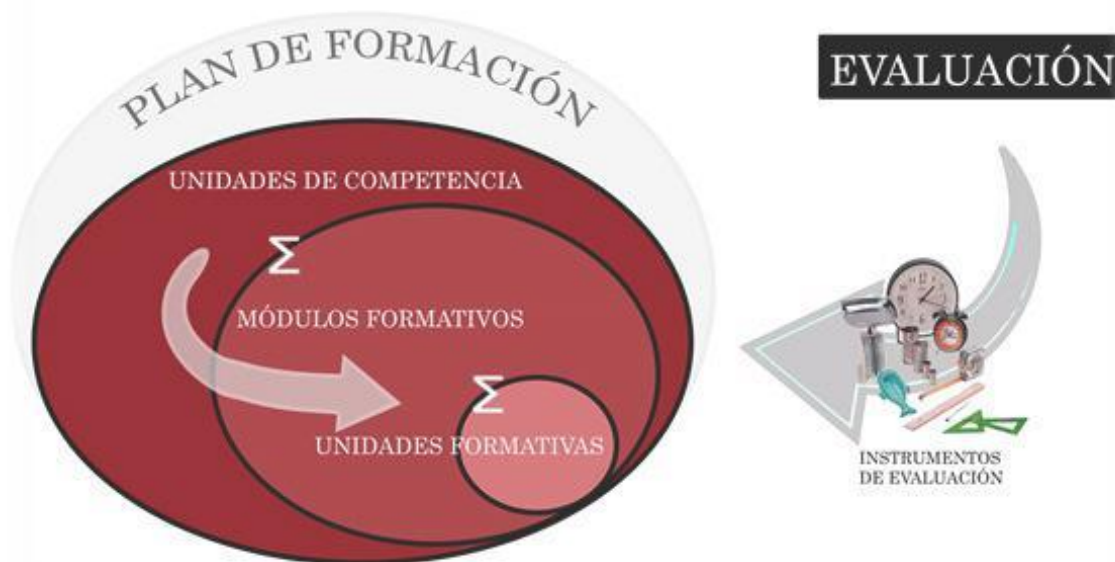 PLAN DE FORMACIÓN
EVALUACIÓN
UNIDADES DE COMPETENCIA
Σ
MÓDULOS FORMATIVOS
Σ
UNIDADES FORMATIVAS
INSTRUMENTOS
DE EVALUACIÓN